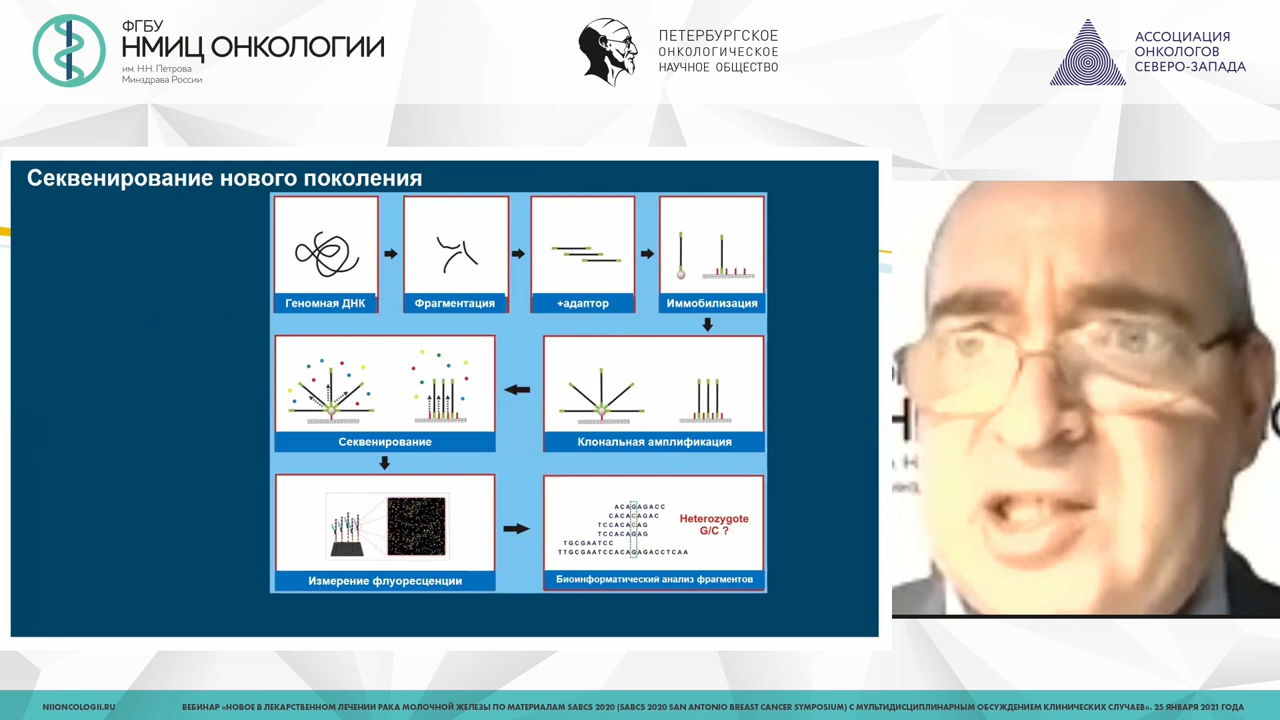 ФГБУ
НМИЦ ОНКОЛОГИИ
им. Н.Н. Петрова
Минздрава России
ПЕТЕРБУРГСКОЕ
ОНКОЛОГИЧЕСКОЕ
НАУЧНОЕ ОБЩЕСТВО
АССОЦИАЦИЯ
ОНКОЛОГОВ
СЕВЕРО-ЗАПАДА
Секвенирование нового поколения
Геномная ДНК
Фрагментация
+адаптор
Иммобилизация
Секвенирование
Клональная амплификация
Измерение флуоресценции
ACAGAGACC
CACACAGAC
TCCACACAG
TCCACAGAG
TGCGAATCC
TTGCGAATCCACAGAGACCTCAA
Heterozygote
G/C ?
Биоинформатический анализ фрагментов
NIIONCOLOGII.RU
ВЕБИНАР «НОВОЕ В ЛЕКАРСТВЕННОМ ЛЕЧЕНИИ РАКА МОЛОЧНОЙ ЖЕЛЕЗЫ ПО МАТЕРИАЛАМ SABCS 2020 (SABCS 2020 SAN ANTONIO BREAST CANCER SYMPOSIUM) С МУЛЬТИДИСЦИПЛИНАРНЫМ ОБСУЖДЕНИЕМ КЛИНИЧЕСКИХ СЛУЧАЕВ». 25 ЯНВАРЯ 2021 ГОДА